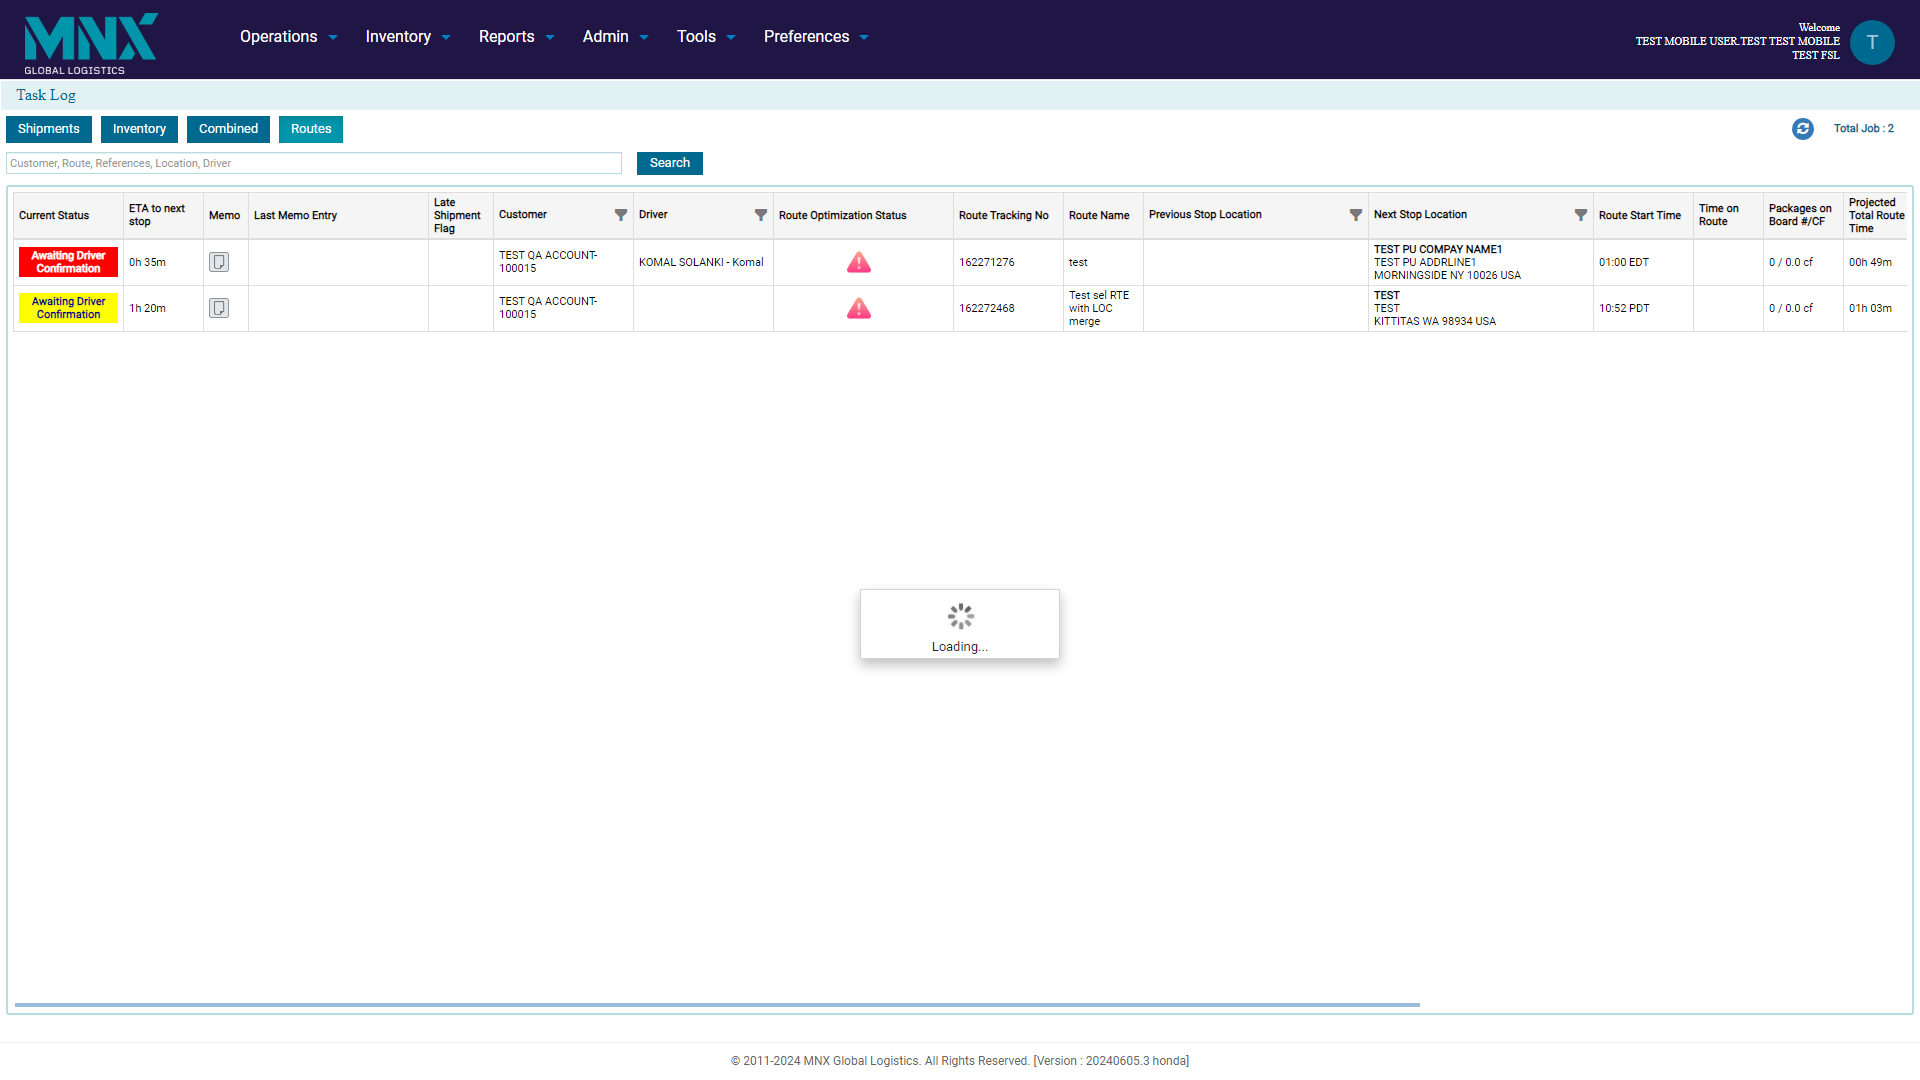 MNX
GLOBAL LOGISTICS
Operations
Inventory
Reports
Admin
Tools
Preferences
Welcome
TEST MOBILE USER.TEST TEST MOBILE
TEST FSL
T
Task Log
Shipments
Inventory
Combined
Routes
Total Job : 2
Customer, Route, References, Location, Driver
Search
Current Status
ETA to next
stop
Memo
Last Memo Entry
Late
Shipment
Flag
Customer
Driver
Route Optimization Status
Route Tracking No
Route Name
Previous Stop Location
Next Stop Location
Route Start Time
Time on
Route
Packages on
Board #/CF
Projected
Total Route
Time
Awaiting Driver
Confirmation
0h 35m
TEST QA ACCOUNT-
100015
KOMAL SOLANKI - Komal
162271276
test
TEST PU COMPAY NAME1
TEST PU ADDRLINE1
MORNINGSIDE NY 10026 USA
01:00 EDT
0 / 0.0 cf
00h 49m
Awaiting Driver
Confirmation
1h 20m
TEST QA ACCOUNT-
100015
162272468
Test sel RTE
with LOC
merge
TEST
TEST
KITTITAS WA 98934 USA
10:52 PDT
0 / 0.0 cf
01h 03m
Loading...
© 2011-2024 MNX Global Logistics. All Rights Reserved. [Version : 20240605.3 honda]